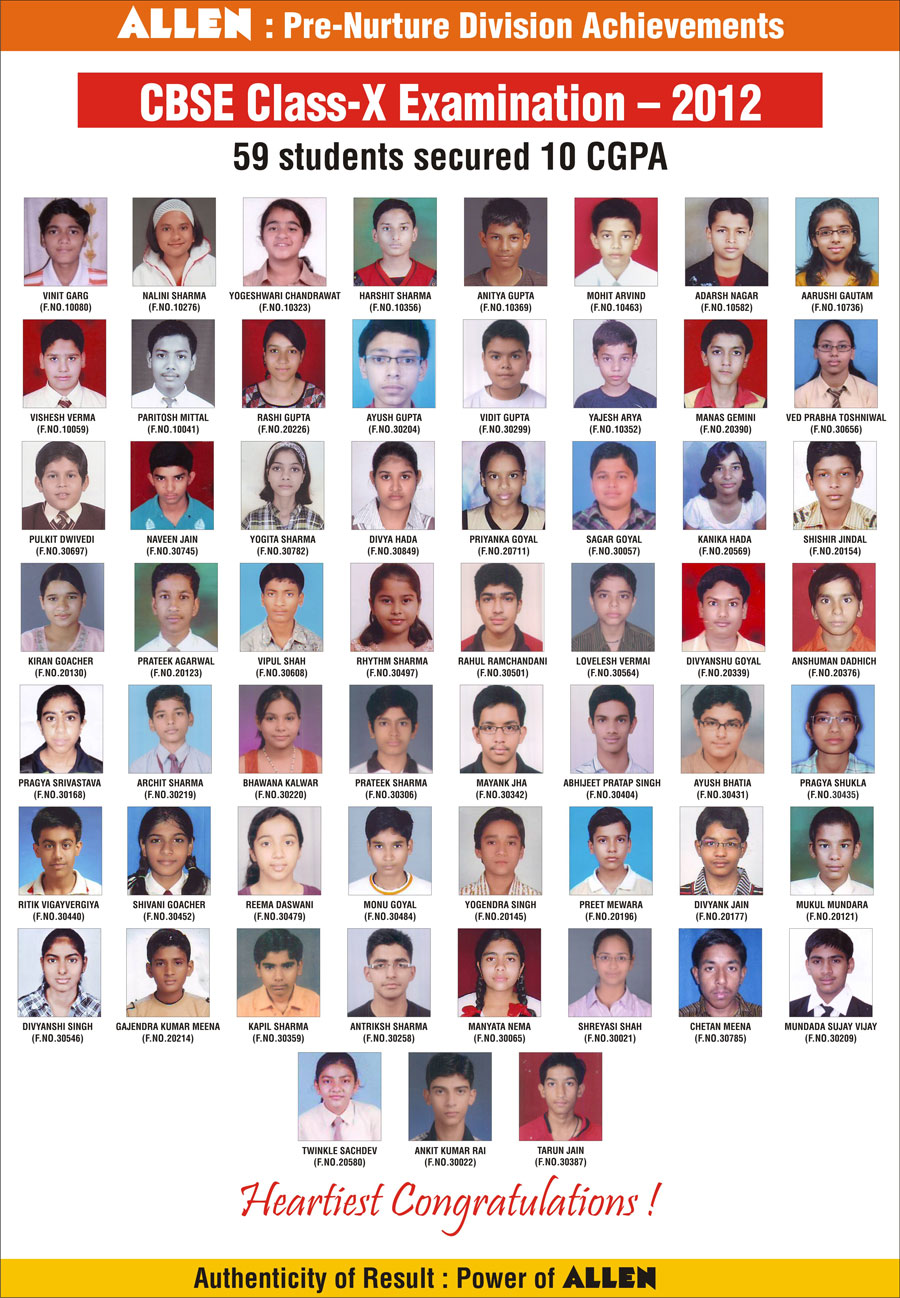 ALLEN : Pre-Nurture Division Achievements
CBSE Class-X Examination – 2012
59 students secured 10 CGPA
VINIT GARG NALINI SHARMA YOGESHWARI CHANDRAWAT HARSHIT SHARMA ANITYA GUPTA MOHIT ARVIND ADARSH NAGAR AARUSHI GAUTAM
(F.NO.10080) (F.NO.10276) (F.NO.10323) (F.NO.10356) (F.NO.10369) (F.NO.10463) (F.NO.10582) (F.NO.10736)
VISHESH VERMA PARITOSH MITTAL RASHI GUPTA AYUSH GUPTA VIDIT GUPTA YAJESH ARYA MANAS GEMINI VED PRABHA TOSHNIWAL
(F.NO.10059) (F.NO.10041) (F.NO.20226) (F.NO.30204) (F.NO.30299) (F.NO.10352) (F.NO.20390) (F.NO.30656)
PULKIT DWIVEDI NAVEEN JAIN YOGITA SHARMA DIVYA HADA PRIYANKA GOYAL SAGAR GOYAL KANIKA HADA SHISHIR JINDAL
(F.NO.30697) (F.NO.30745) (F.NO.30782) (F.NO.30849) (F.NO.20711) (F.NO.30057) (F.NO.20569) (F.NO.20154)
KIRAN GOACHER PRATEEK AGARWAL VIPUL SHAH RHYTHM SHARMA RAHUL RAMCHANDANI LOVELESH VERMAI DIVYANSHU GOYAL ANSHUMAN DADHICH
(F.NO.20130) (F.NO.20123) (F.NO.30608) (F.NO.30497) (F.NO.30501) (F.NO.30564) (F.NO.20339) (F.NO.20376)
PRAGYA SRIVASTAVA ARCHIT SHARMA BHAWANA KALWAR PRATEEK SHARMA MAYANK JHA ABHIJEET PRATAP SINGH AYUSH BHATIA PRAGYA SHUKLA
(F.NO.30168) (F.NO.30219) (F.NO.30220) (F.NO.30306) (F.NO.30342) (F.NO.30404) (F.NO.30431) (F.NO.30435)
RITIK VIGAYVERGIYA SHIVANI GOACHER REEMA DASWANI MONU GOYAL YOGENDRA SINGH PREET MEWARA DIVYANK JAIN MUKUL MUNDARA
(F.NO.30440) (F.NO.30452) (F.NO.30479) (F.NO.30484) (F.NO.20145) (F.NO.20196) (F.NO.20177) (F.NO.20121)
DIVYANSHI SINGH GAJENDRA KUMAR MEENA KAPIL SHARMA ANTRIKSH SHARMA MANYATA NEMA SHREYASI SHAH CHETAN MEENA MUNDADA SUJAY VIJAY
(F.NO.30546) (F.NO.20214) (F.NO.30359) (F.NO.30258) (F.NO.30065) (F.NO.30021) (F.NO.30785) (F.NO.30209)
TWINKLE SACHDEV ANKIT KUMAR RAI TARUN JAIN
(F.NO.20580) (F.NO.30022) (F.NO.30387)
Heartiest Congratulations !
Authenticity of Result : Power of ALLEN